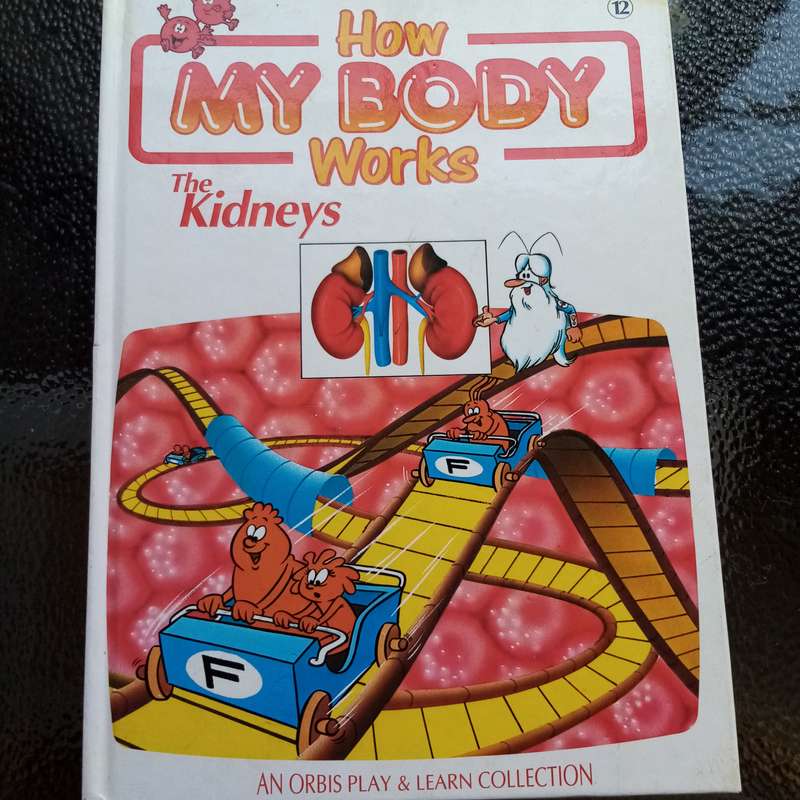 12
How
MY BODY
Works
The
Kidneys
F
F
AN ORBIS PLAY & LEARN COLLECTION